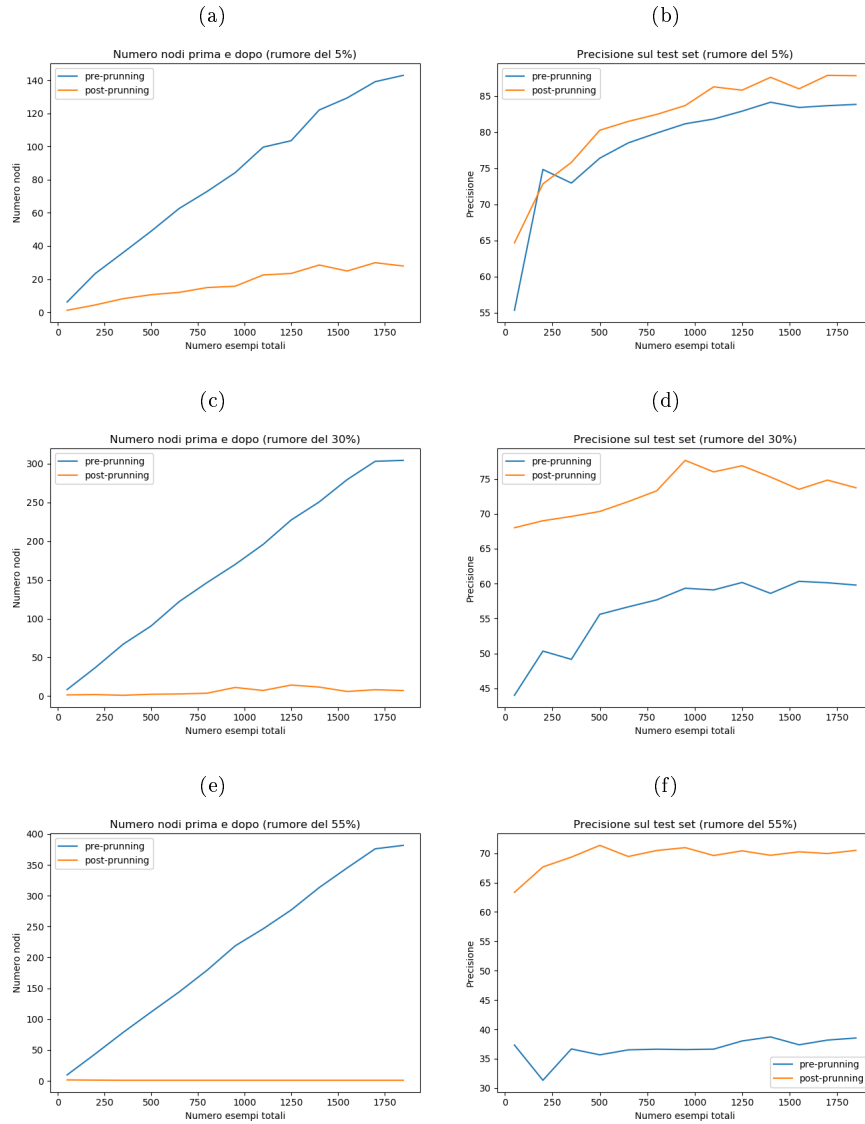 (a)
(b)
Numero nodi prima e dopo (rumore del 5%)
pre-prunning
post-prunning
140
120
100
80
60
40
20
0
Numero nodi
0 250 500 750 1000 1250 1500 1750
Numero esempi totali
Precisione sul test set (rumore del 5%)
pre-prunning
post-prunning
85
80
75
70
65
60
55
Precisione
0 250 500 750 1000 1250 1500 1750
Numero esempi totali
(c)
(d)
Numero nodi prima e dopo (rumore del 30%)
pre-prunning
post-prunning
300
250
200
150
100
50
0
Numero nodi
0 250 500 750 1000 1250 1500 1750
Numero esempi totali
Precisione sul test set (rumore del 30%)
pre-prunning
post-prunning
75
70
65
60
55
50
45
Precisione
0 250 500 750 1000 1250 1500 1750
Numero esempi totali
(e)
(f)
Numero nodi prima e dopo (rumore del 55%)
pre-prunning
post-prunning
400
350
300
250
200
150
100
50
0
Numero nodi
0 250 500 750 1000 1250 1500 1750
Numero esempi totali
Precisione sul test set (rumore del 55%)
70
65
60
55
50
45
40
35
30
Precisione
pre-prunning
post-prunning
0 250 500 750 1000 1250 1500 1750
Numero esempi totali